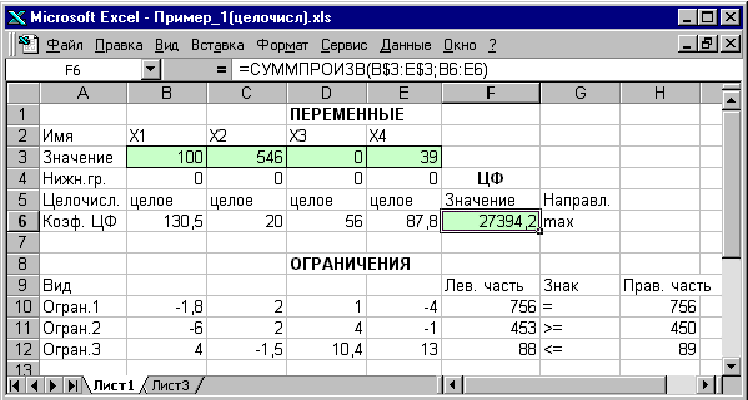 Microsoft Excel - Пример_1(целочисл).xls
Файл Правка Вид Вставка Формат Сервис Данные Окно ?
F6 = =СУММПРОИЗВ(B$3:E$3;B6:E6)
A B C D E F G H
1 ПЕРЕМЕННЫЕ
2 Имя X1 X2 X3 X4
3 Значение 100 546 0 39
4 Нижн.гр. 0 0 0 0 ЦФ
5 Целочисл. целое целое целое целое Значение Направл.
6 Коэф. ЦФ 130,5 20 56 87,8 27394,2 max
7
8 ОГРАНИЧЕНИЯ
9 Вид Лев. часть Знак Прав. часть
10 Огран.1 -1,8 2 1 -4 756 = 756
11 Огран.2 -6 2 4 -1 453 >= 450
12 Огран.3 4 -1,5 10,4 13 88 <= 89
13
Лист1 Лист3